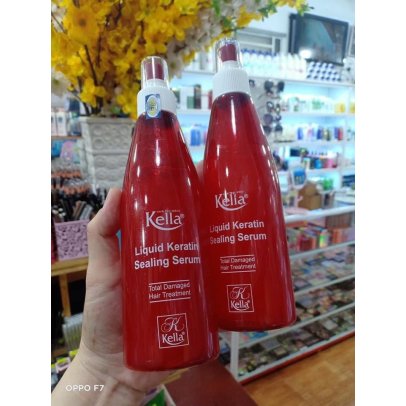 Kella®
Liquid Keratin
Sealing Serum
Total Damaged
Hair Treatment
K
Kella®
Kella®
Liquid Keratin
Sealing Serum
Total Damaged
Hair Treatment
K
Kella®
OPPO F7